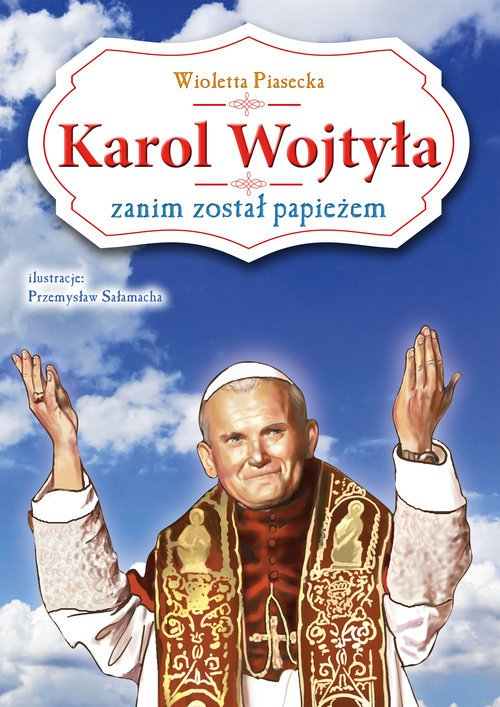 Wioletta Piasecka
Karol Wojtyła
zanim został papieżem
ilustracje:
Przemysław Sałamacha